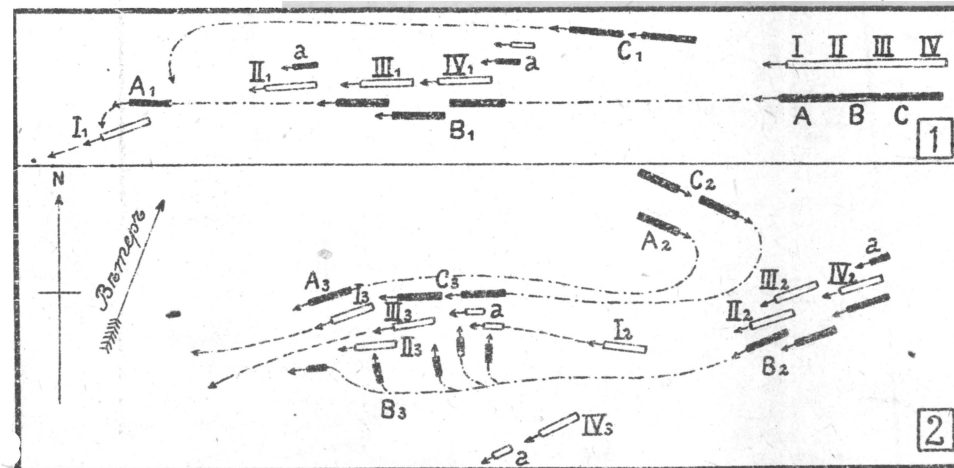 C₁ I II III IV
a a
II₁ III₁ IV₁
A₁
A B C
I₁ B₁ 1
N C₂
Вѣтеръ
A₂ a
III₂ IV₂
A₃ C₃
I₃ III₃ a II₂
I₂
II₃ B₂
B₃
IV₃ 2
a